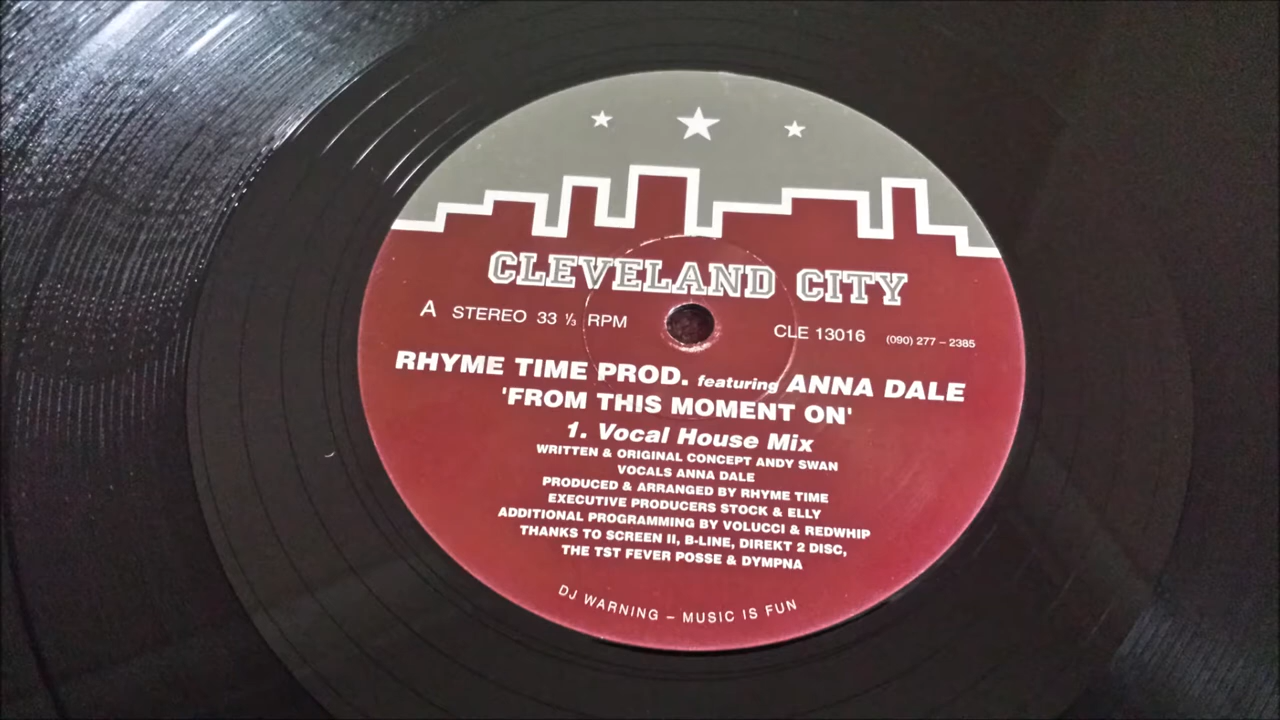 CLEVELAND CITY
A STEREO 33 ⅓ RPM CLE 13016 (090) 277 – 2385
RHYME TIME PROD. featuring ANNA DALE
'FROM THIS MOMENT ON'
1. Vocal House Mix
WRITTEN & ORIGINAL CONCEPT ANDY SWAN
VOCALS ANNA DALE
PRODUCED & ARRANGED BY RHYME TIME
EXECUTIVE PRODUCERS STOCK & ELLY
ADDITIONAL PROGRAMMING BY VOLUCCI & REDWHIP
THANKS TO SCREEN II, B-LINE, DIREKT 2 DISC,
THE TST FEVER POSSE & DYMPNA
DJ WARNING – MUSIC IS FUN